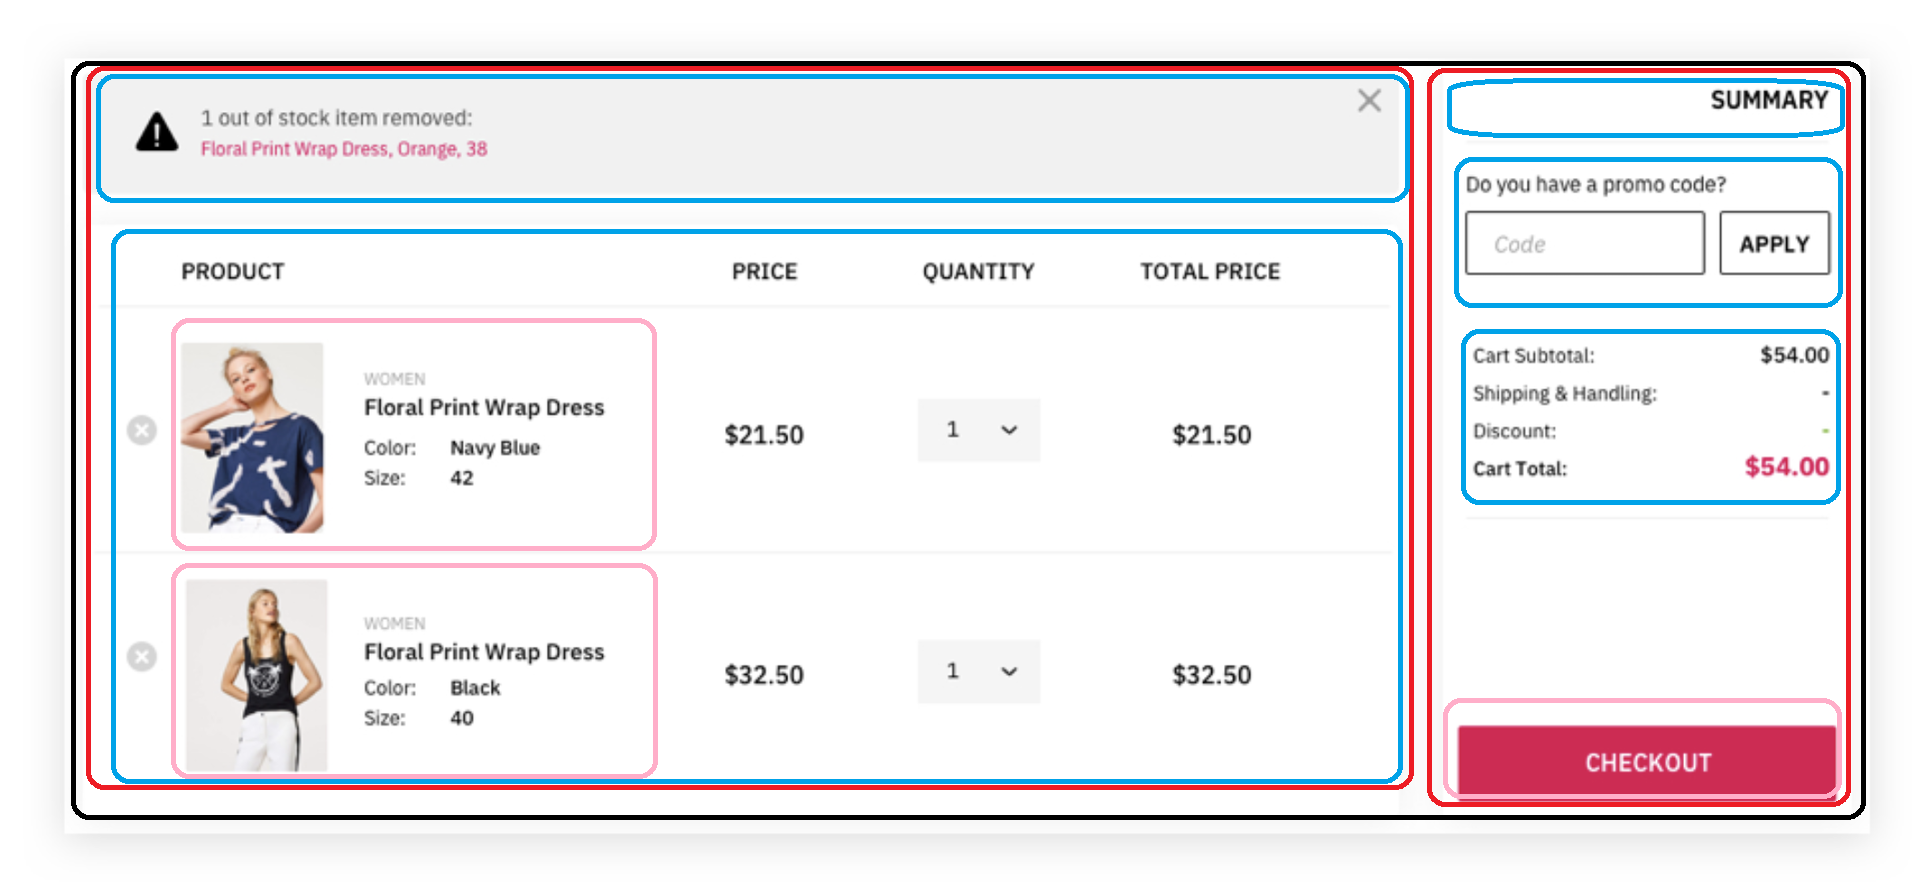 1 out of stock item removed:
Floral Print Wrap Dress, Orange, 38
PRODUCT PRICE QUANTITY TOTAL PRICE
WOMEN
Floral Print Wrap Dress
Color: Navy Blue
Size: 42
$21.50 1 $21.50
WOMEN
Floral Print Wrap Dress
Color: Black
Size: 40
$32.50 1 $32.50
SUMMARY
Do you have a promo code?
Code APPLY
Cart Subtotal: $54.00
Shipping & Handling: -
Discount: -
Cart Total: $54.00
CHECKOUT